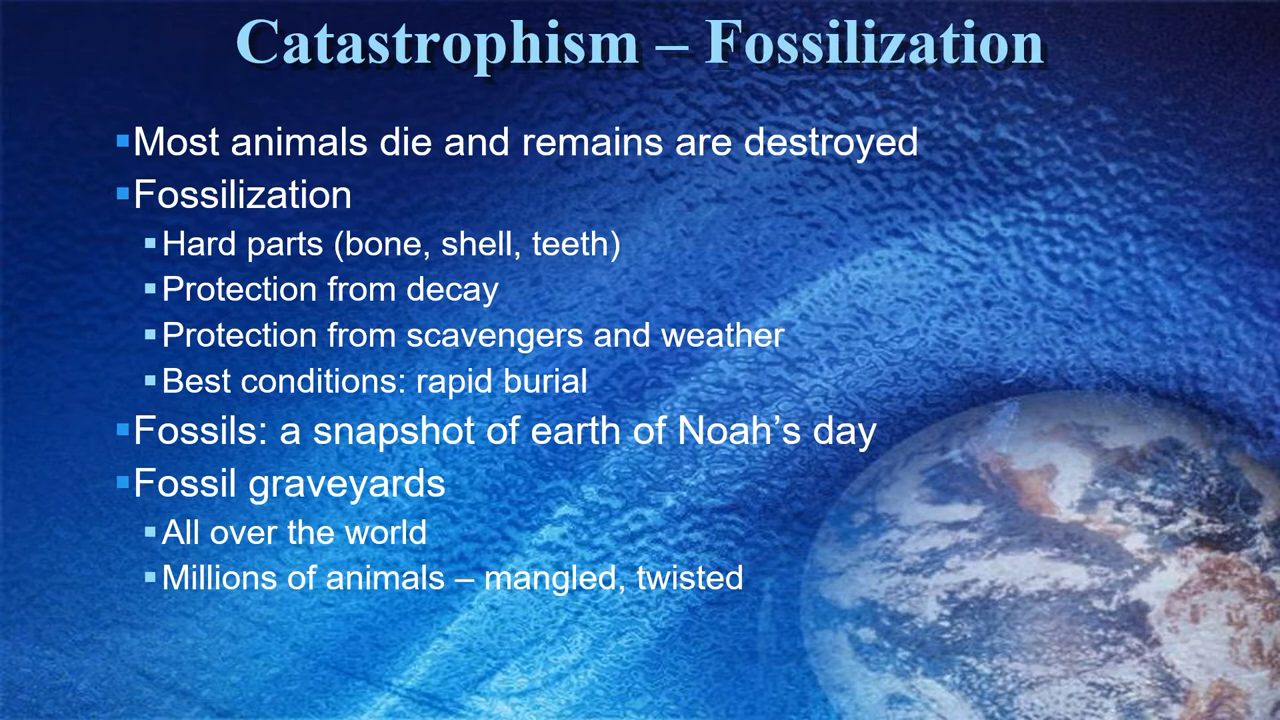 Catastrophism – Fossilization
Most animals die and remains are destroyed
Fossilization
Hard parts (bone, shell, teeth)
Protection from decay
Protection from scavengers and weather
Best conditions: rapid burial
Fossils: a snapshot of earth of Noah’s day
Fossil graveyards
All over the world
Millions of animals – mangled, twisted